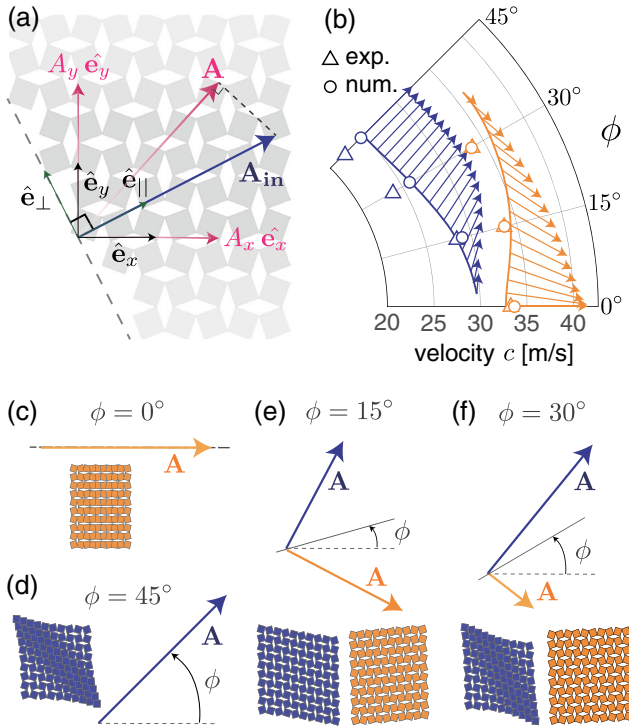 (a)
A_y ê_y
A
ê_⊥
ê_y
ê_||
A_in
ê_x
A_x ê_x
(b)
45°
△ exp.
○ num.
30°
ϕ
15°
0°
20 25 30 35 40
velocity c [m/s]
(c) ϕ = 0°
A
(d) ϕ = 45°
A
ϕ
(e) ϕ = 15°
A
ϕ
A
(f) ϕ = 30°
A
ϕ
A